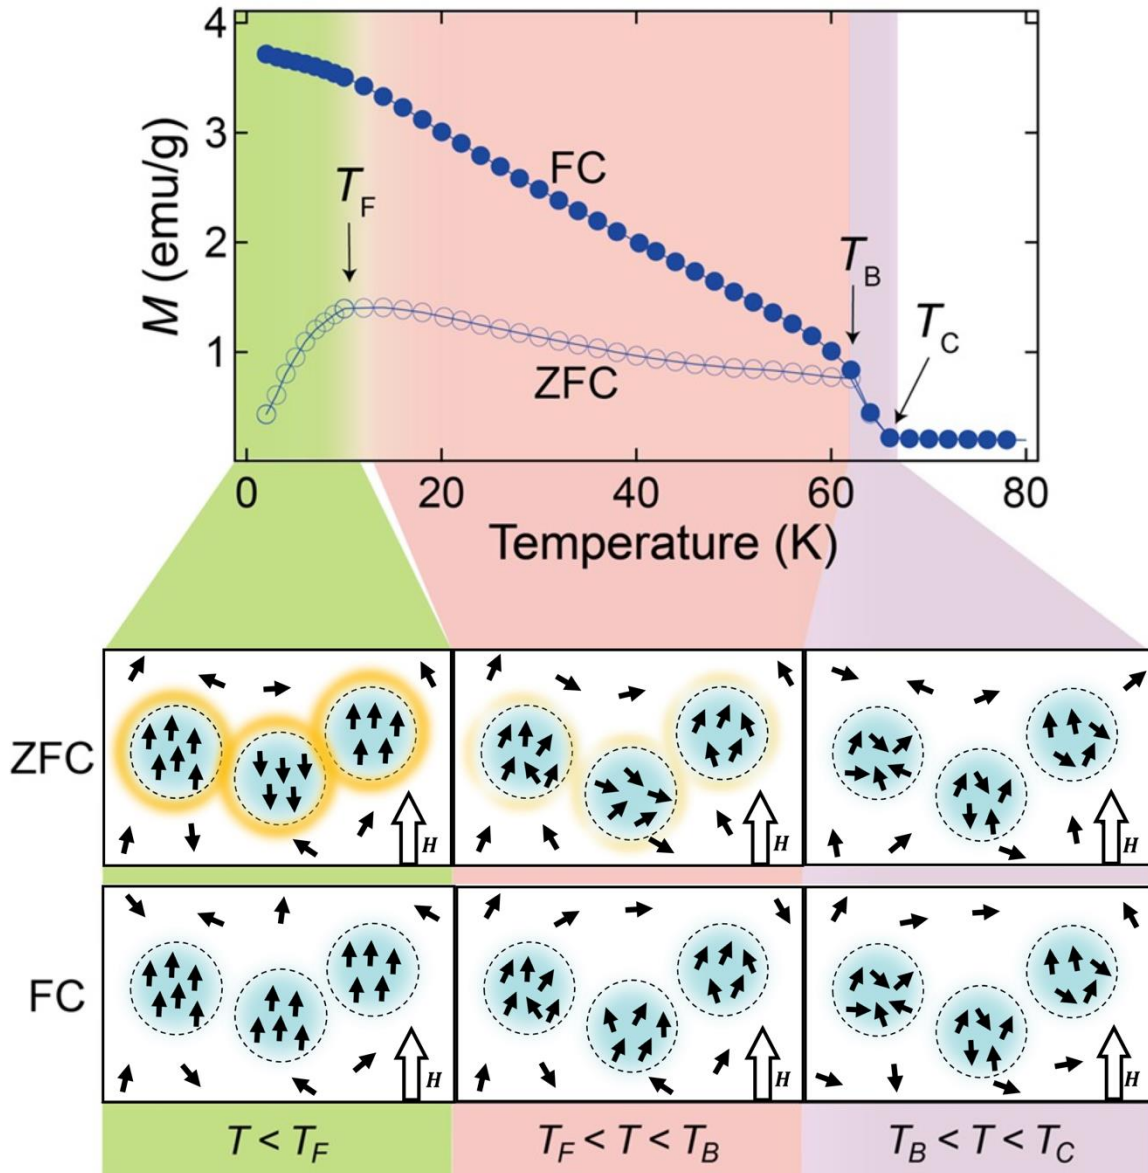 4
3
2
1
M (emu/g)
FC
T_F
T_B
T_C
ZFC
0 20 40 60 80
Temperature (K)
ZFC
H H H
FC
H H H
T < T_F T_F < T < T_B T_B < T < T_C